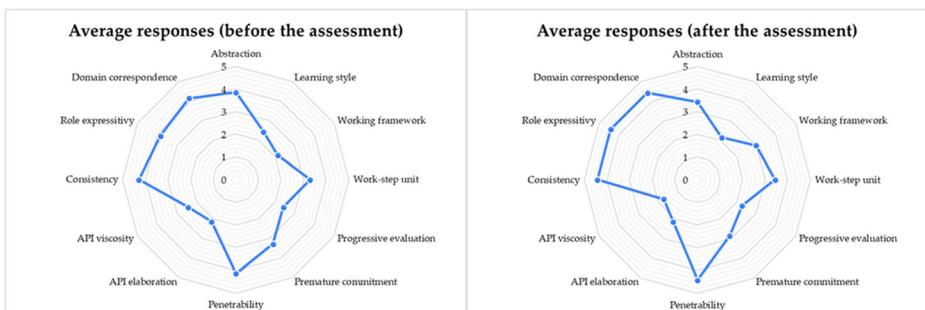 Average responses (before the assessment)
Abstraction
Domain correspondence
Learning style
Role expressitivy
Working framework
Consistency
Work-step unit
API viscosity
Progressive evaluation
API elaboration
Premature commitment
Penetrability
5
4
3
2
1
0
Average responses (after the assessment)
Abstraction
Domain correspondence
Learning style
Role expressitivy
Working framework
Consistency
Work-step unit
API viscosity
Progressive evaluation
API elaboration
Premature commitment
Penetrability
5
4
3
2
1
0